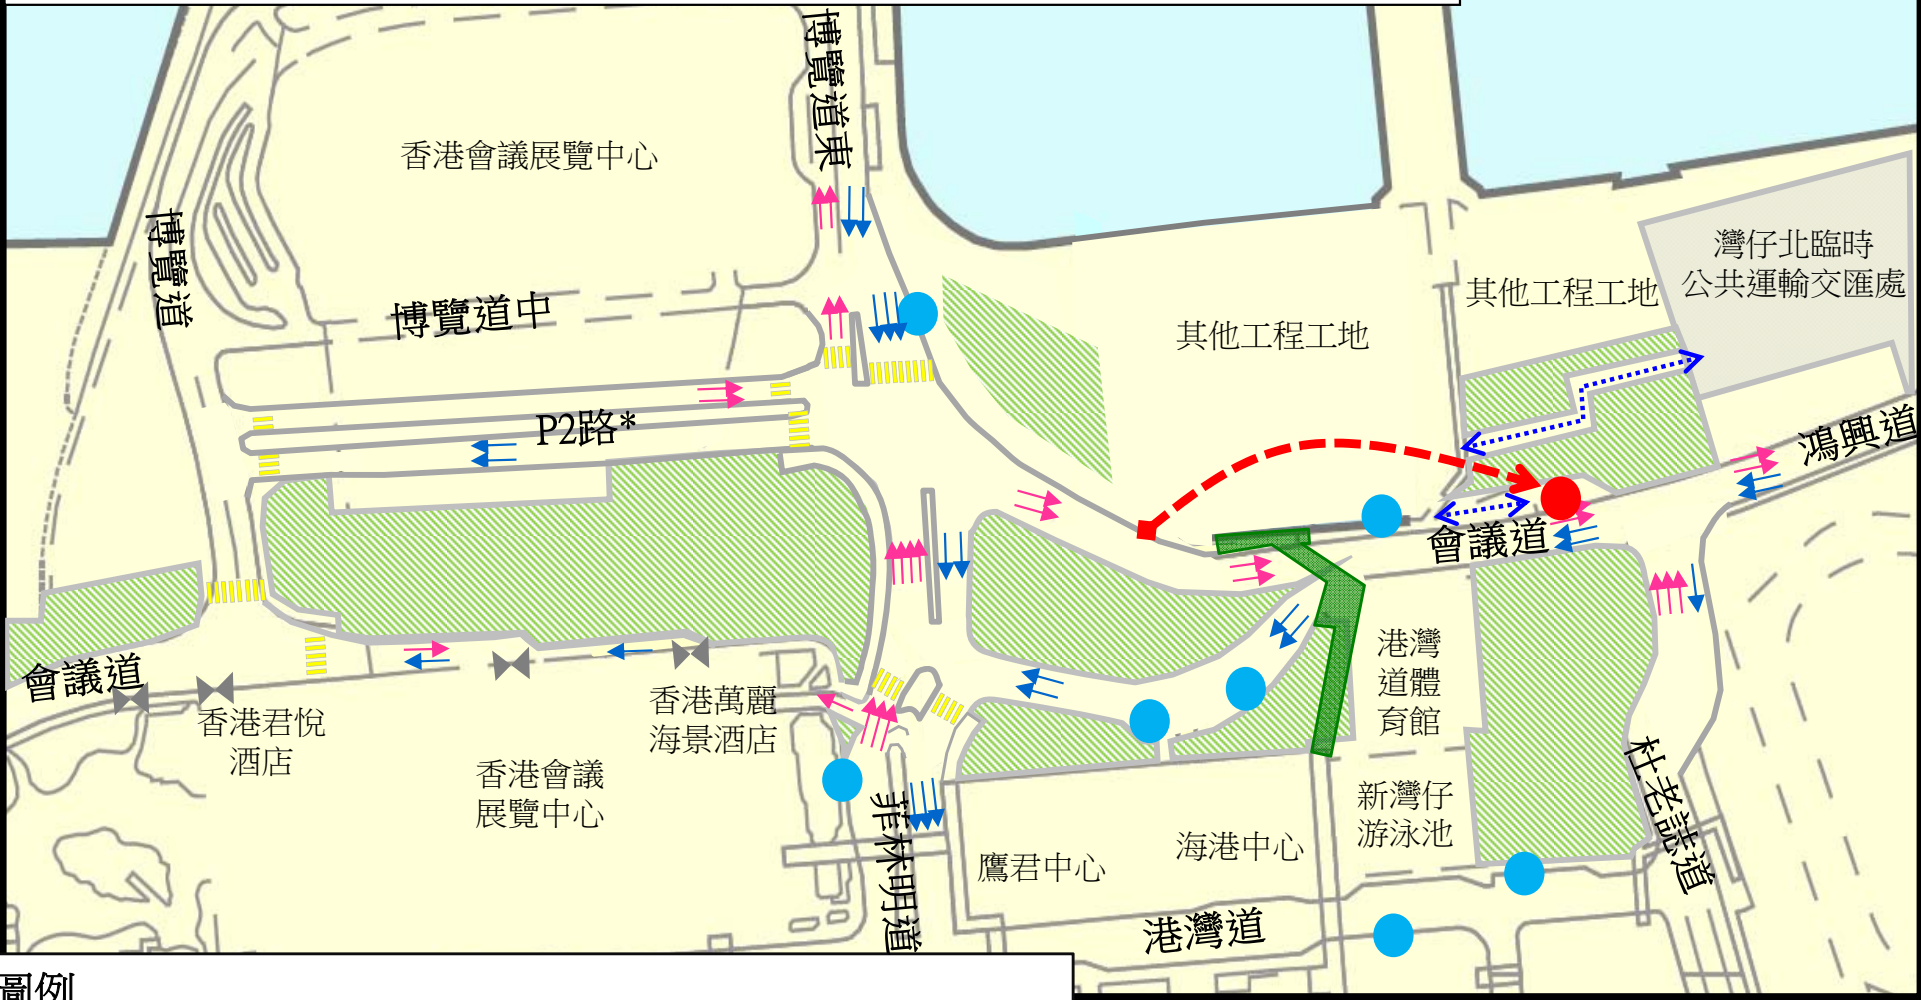 博覽道東
香港會議展覽中心
博覽道
灣仔北臨時
公共運輸交匯處
其他工程工地
博覽道中
其他工程工地
P2路*
鴻興道
會議道
會議道
港灣
道體
育館
香港君悅
酒店
香港萬麗
海景酒店
香港會議
展覽中心
菲林明道
杜老誌道
新灣仔
游泳池
海港中心
鷹君中心
港灣道
圖例